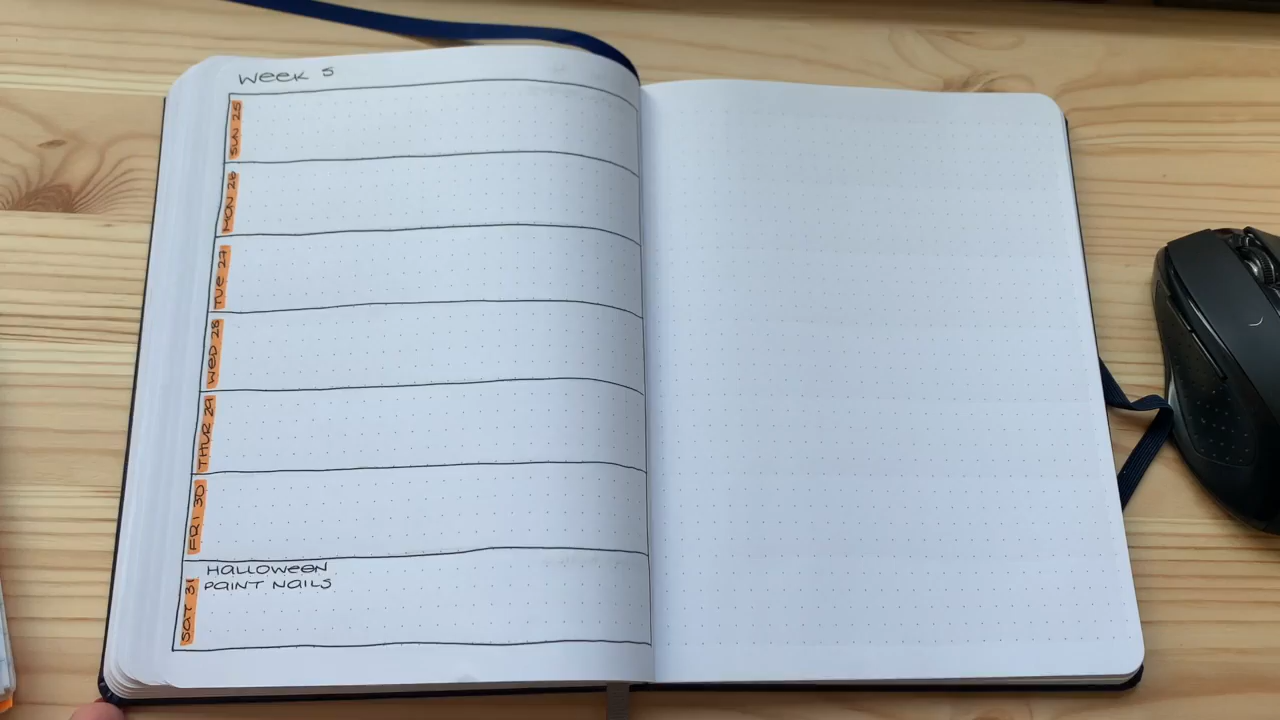 Week 5
SUN 25
MON 26
TUE 27
WED 28
THUR 29
FRI 30
SAT 31
HALLOWEEN
PAINT NAILS